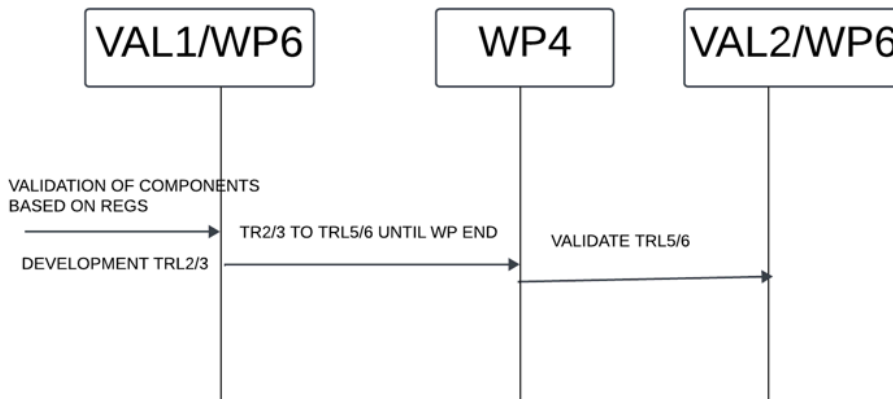 VAL1/WP6
WP4
VAL2/WP6
VALIDATION OF COMPONENTS
BASED ON REGS
TR2/3 TO TRL5/6 UNTIL WP END
VALIDATE TRL5/6
DEVELOPMENT TRL2/3